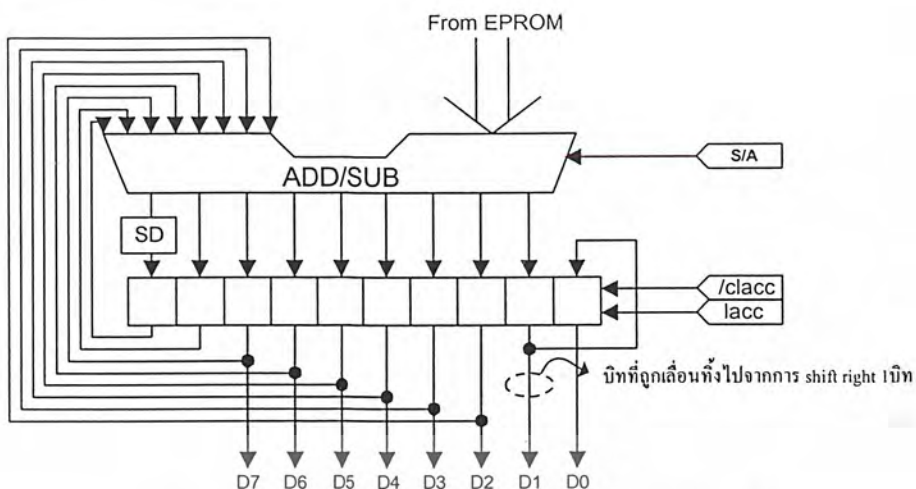 From EPROM
S/A
ADD/SUB
SD
/clacc
lacc
บิทที่ถูกเลื่อนทิ้งไปจากการ shift right 1บิท
D7 D6 D5 D4 D3 D2 D1 D0